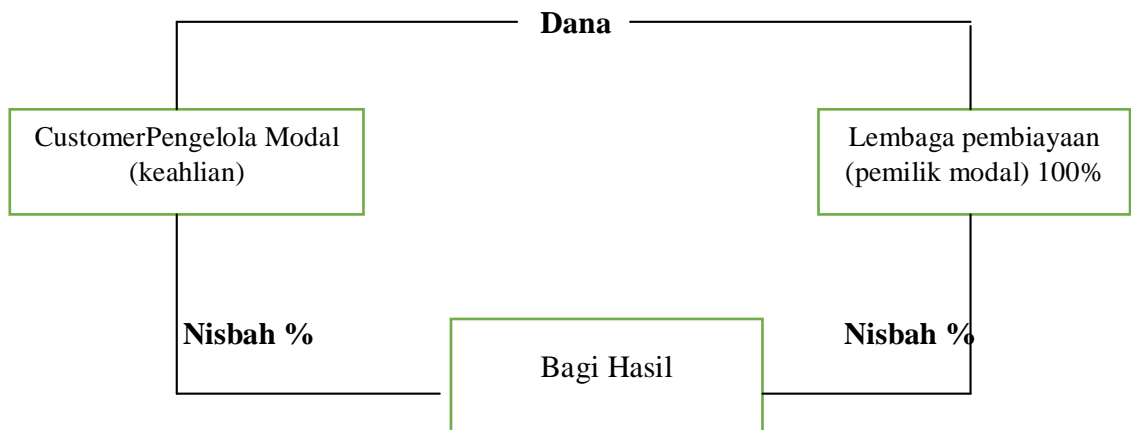 Dana
CustomerPengelola Modal
(keahlian)
Lembaga pembiayaan
(pemilik modal) 100%
Nisbah %
Nisbah %
Bagi Hasil